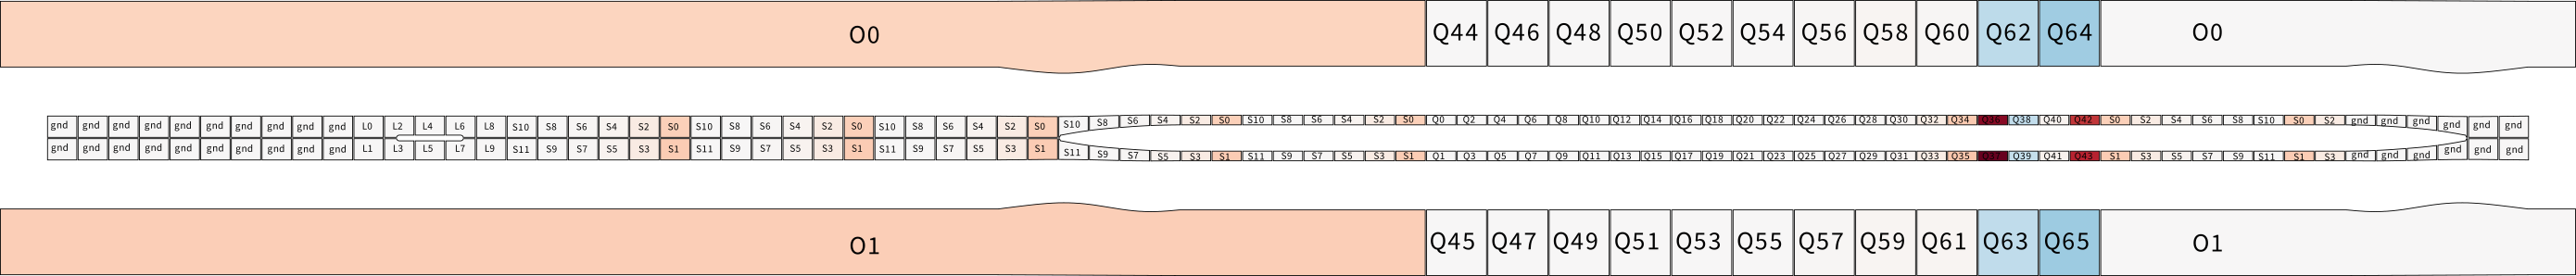 O0 Q44 Q46 Q48 Q50 Q52 Q54 Q56 Q58 Q60 Q62 Q64 O0
gnd gnd gnd gnd gnd gnd gnd gnd gnd gnd L0 L2 L4 L6 L8 S10 S8 S6 S4 S2 S0 S10 S8 S6 S4 S2 S0 S10 S8 S6 S4 S2 S0 S10 S8 S6 S4 S2 S0 S10 S8 S6 S4 S2 S0 Q0 Q2 Q4 Q6 Q8 Q10 Q12 Q14 Q16 Q18 Q20 Q22 Q24 Q26 Q28 Q30 Q32 Q34 Q36 Q38 Q40 Q42 S0 S2 S4 S6 S8 S10 S0 S2 gnd gnd gnd gnd gnd gnd
gnd gnd gnd gnd gnd gnd gnd gnd gnd gnd L1 L3 L5 L7 L9 S11 S9 S7 S5 S3 S1 S11 S9 S7 S5 S3 S1 S11 S9 S7 S5 S3 S1 S11 S9 S7 S5 S3 S1 S11 S9 S7 S5 S3 S1 Q1 Q3 Q5 Q7 Q9 Q11 Q13 Q15 Q17 Q19 Q21 Q23 Q25 Q27 Q29 Q31 Q33 Q35 Q37 Q39 Q41 Q43 S1 S3 S5 S7 S9 S11 S1 S3 gnd gnd gnd gnd gnd gnd
O1 Q45 Q47 Q49 Q51 Q53 Q55 Q57 Q59 Q61 Q63 Q65 O1